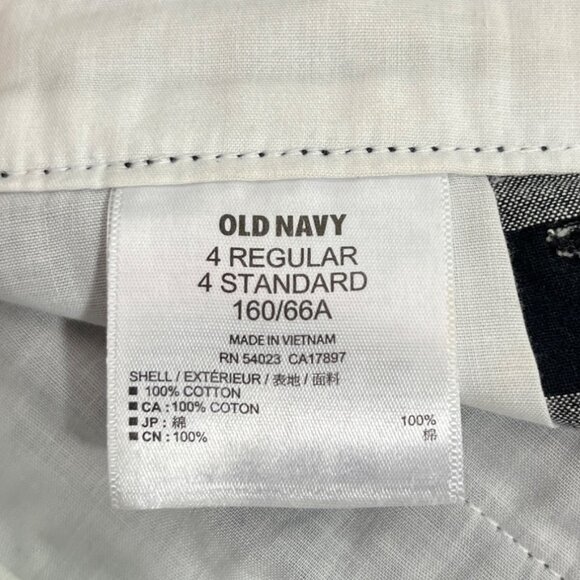 OLD NAVY
4 REGULAR
4 STANDARD
160/66A
MADE IN VIETNAM
RN 54023 CA17897
SHELL / EXTÉRIEUR / 表地 / 面料
■ 100% COTTON
■ CA : 100% COTON
■ JP : 綿 100%
■ CN : 100% 棉